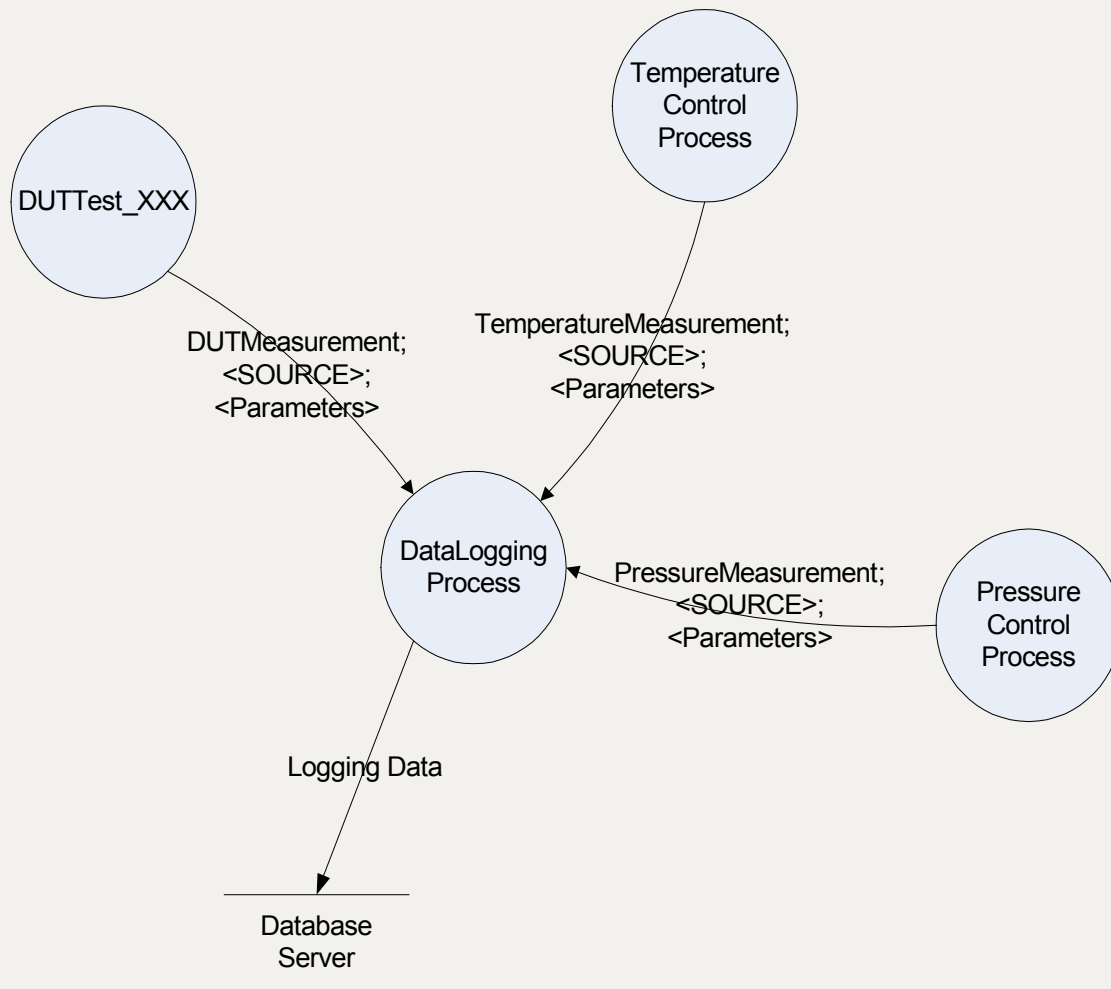 Temperature
Control
Process
DUTTest_XXX
DUTMeasurement;
<SOURCE>;
<Parameters>
TemperatureMeasurement;
<SOURCE>;
<Parameters>
DataLogging
Process
PressureMeasurement;
<SOURCE>;
<Parameters>
Pressure
Control
Process
Logging Data
Database
Server